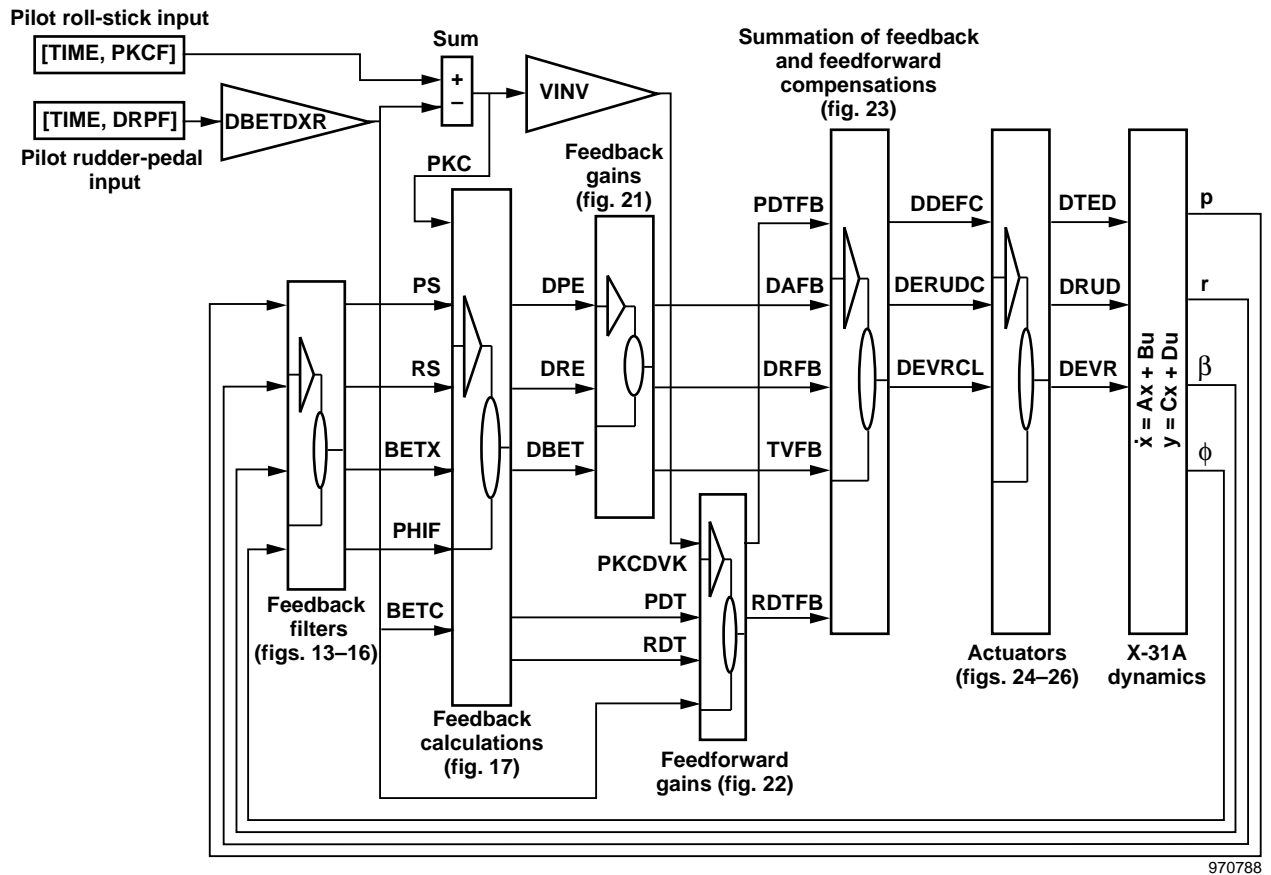 Pilot roll-stick input
[TIME, PKCF]
[TIME, DRPF]
Pilot rudder-pedal
input
DBETDXR
Sum
+
–
VINV
PKC
Feedback
gains
(fig. 21)
Summation of feedback
and feedforward
compensations
(fig. 23)
PS
RS
BETX
PHIF
BETC
DPE
DRE
DBET
PDT
RDT
PKCDVK
PDTFB
DAFB
DRFB
TVFB
RDTFB
DDEFC
DERUDC
DEVRCL
DTED
DRUD
DEVR
ẋ = Ax + Bu
y = Cx + Du
p
r
β
ϕ
Feedback
filters
(figs. 13–16)
Feedback
calculations
(fig. 17)
Feedforward
gains (fig. 22)
Actuators
(figs. 24–26)
X-31A
dynamics
970788